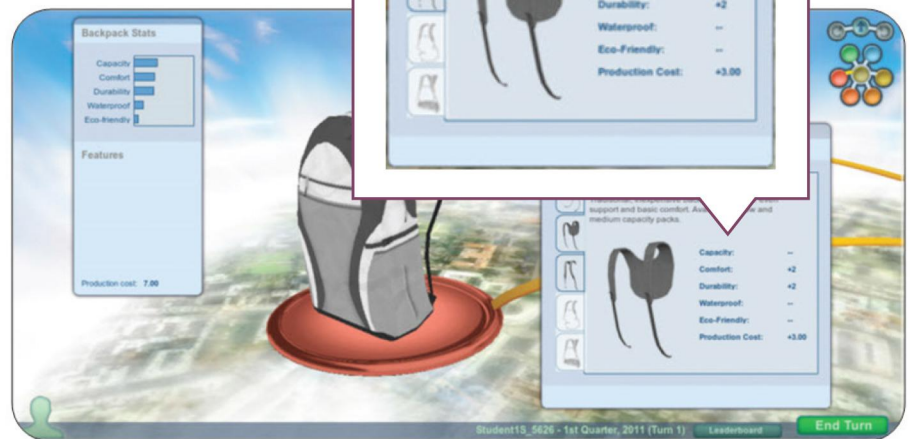 Backpack Stats
Capacity
Comfort
Durability
Waterproof
Eco-friendly
Features
Production cost: 7.00
Durability: +2
Waterproof: --
Eco-Friendly: --
Production Cost: +3.00
support and basic comfort. and
medium capacity packs.
Capacity: --
Comfort: +2
Durability: +2
Waterproof: --
Eco-Friendly: --
Production Cost: +3.00
Student1S_5626 - 1st Quarter, 2011 (Turn 1)
Leaderboard
End Turn